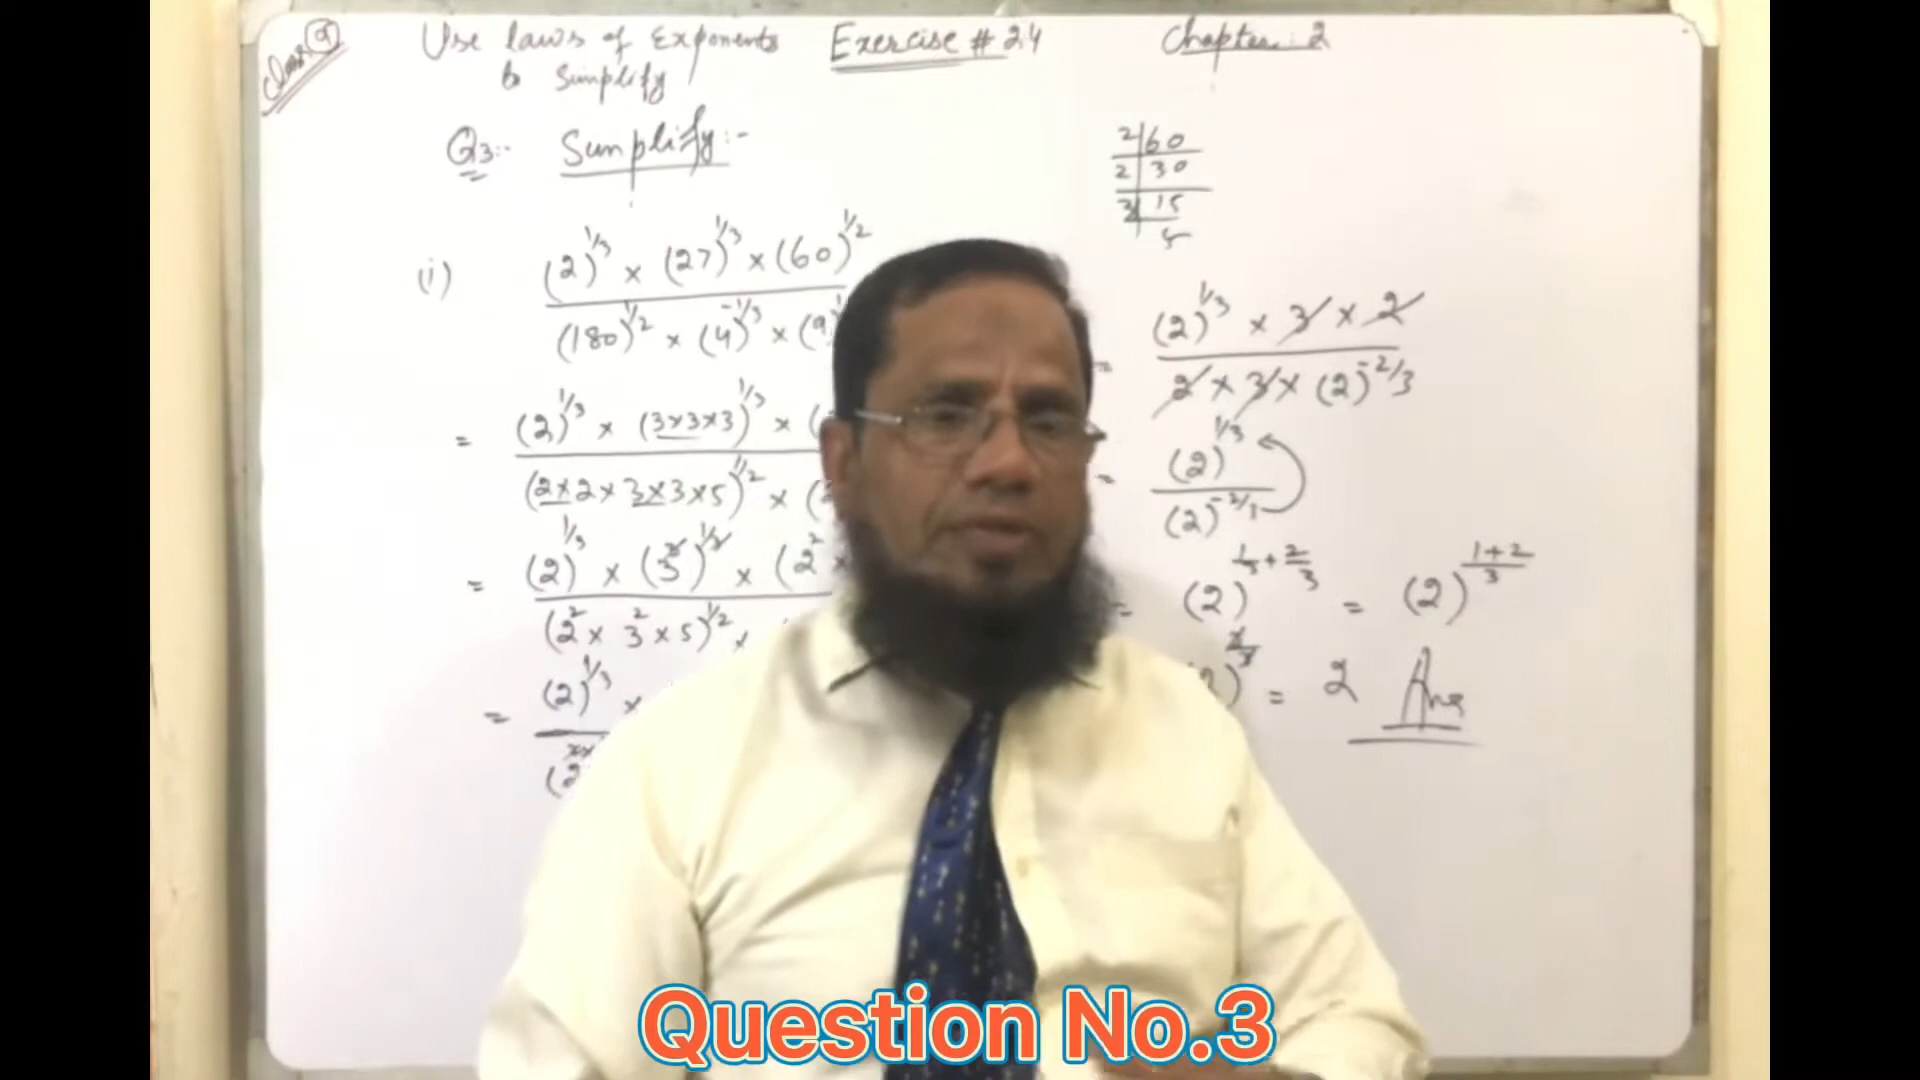 Class 9
Use laws of Exponents Exercise # 2.4 Chapter: 2
to Simplify
Q3:- Simplify:-
2|60
2|30
3|15
5
(i) (2)^1/3 × (27)^1/3 × (60)^1/2
(180)^1/2 × (4)^-1/3 × (9)
= (2)^1/3 × (3×3×3)^1/3 × (
(2×2×3×3×5)^1/2 × (
= (2)^1/3 × (3^3)^1/3 × (2^2 ×
(2^2 × 3^2 × 5)^1/2 ×
= (2)^1/3 ×
(2
= (2)^1/3 × 3 × 2
2 × 3 × (2)^-2/3
= (2)^1/3
(2)^-2/3
= (2)^1/3+2/3 = (2)^1+2/3
2)^3/3 = 2 Ans
Question No.3